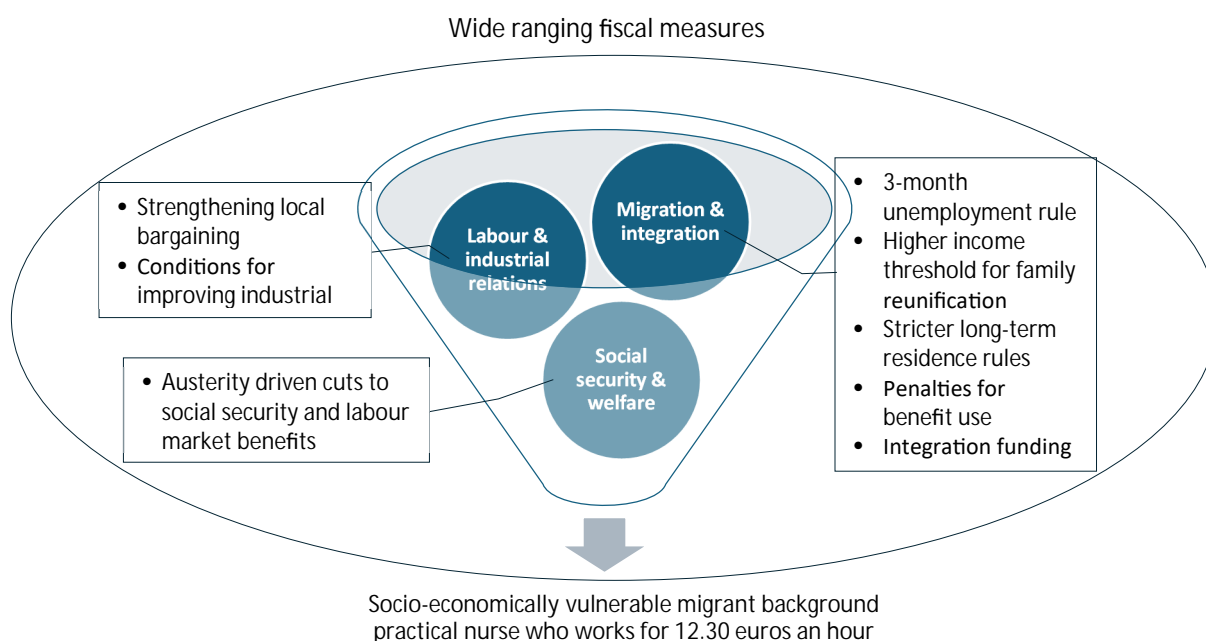 Wide ranging fiscal measures
• Strengthening local
bargaining
• Conditions for
improving industrial
Labour &
industrial
relations
Migration &
integration
• 3-month
unemployment rule
• Higher income
threshold for family
reunification
• Stricter long-term
residence rules
• Penalties for
benefit use
• Integration funding
• Austerity driven cuts to
social security and labour
market benefits
Social
security &
welfare
Socio-economically vulnerable migrant background
practical nurse who works for 12.30 euros an hour